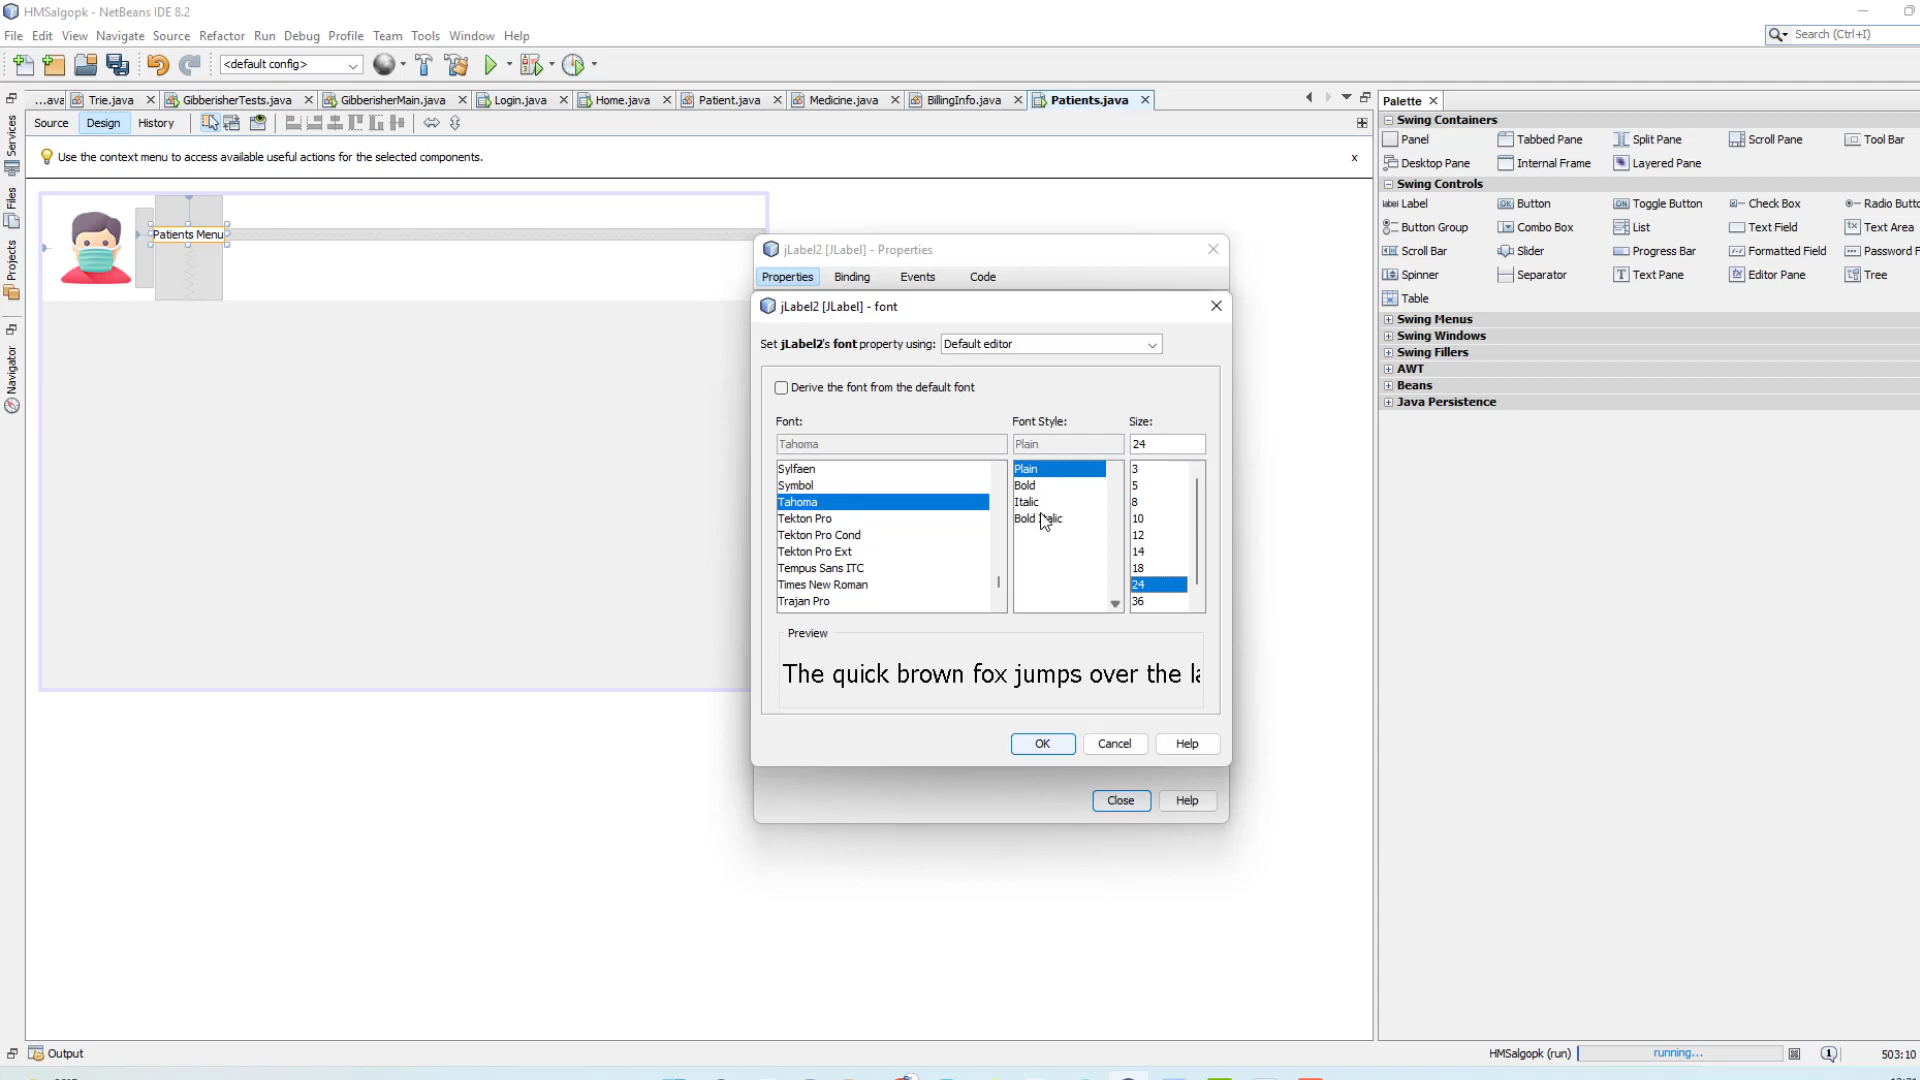 HMSalgopk - NetBeans IDE 8.2
File Edit View Navigate Source Refactor Run Debug Profile Team Tools Window Help
Search (Ctrl+I)
<default config>
...ava Trie.java GibberisherTests.java GibberisherMain.java Login.java Home.java Patient.java Medicine.java BillingInfo.java Patients.java
Palette
Source Design History
Use the context menu to access available useful actions for the selected components.
x
Services
Files
Projects
Navigator
Patients Menu
jLabel2 [JLabel] - Properties
Properties Binding Events Code
jLabel2 [JLabel] - font
Set jLabel2's font property using: Default editor
Derive the font from the default font
Font: Font Style: Size:
Tahoma Plain 24
Sylfaen Plain 3
Symbol Bold 5
Tahoma Italic 8
Tekton Pro Bold Italic 10
Tekton Pro Cond 12
Tekton Pro Ext 14
Tempus Sans ITC 18
Times New Roman 24
Trajan Pro 36
Preview
The quick brown fox jumps over the la
OK Cancel Help
Close Help
Swing Containers
Panel Tabbed Pane Split Pane Scroll Pane Tool Bar
Desktop Pane Internal Frame Layered Pane
Swing Controls
label Label OK Button ON Toggle Button Check Box Radio Butto
Button Group Combo Box List Text Field Text Area
Scroll Bar Slider Progress Bar Formatted Field Password F
Spinner Separator Text Pane Editor Pane Tree
Table
Swing Menus
Swing Windows
Swing Fillers
AWT
Beans
Java Persistence
Output
HMSalgopk (run) running... 503:10